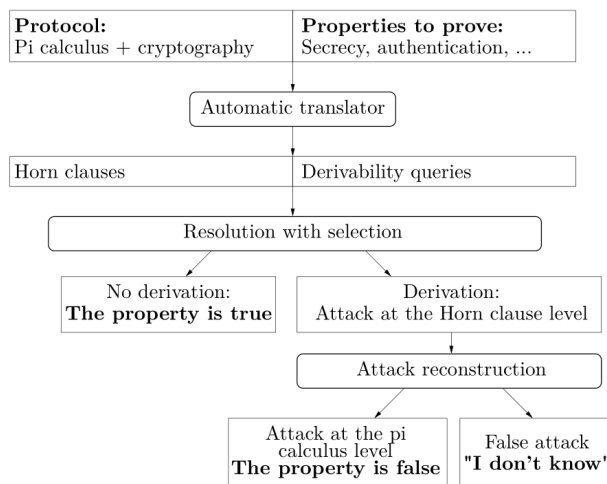 Protocol:
Pi calculus + cryptography
Properties to prove:
Secrecy, authentication, ...
Automatic translator
Horn clauses
Derivability queries
Resolution with selection
No derivation:
The property is true
Derivation:
Attack at the Horn clause level
Attack reconstruction
Attack at the pi
calculus level
The property is false
False attack
"I don't know"